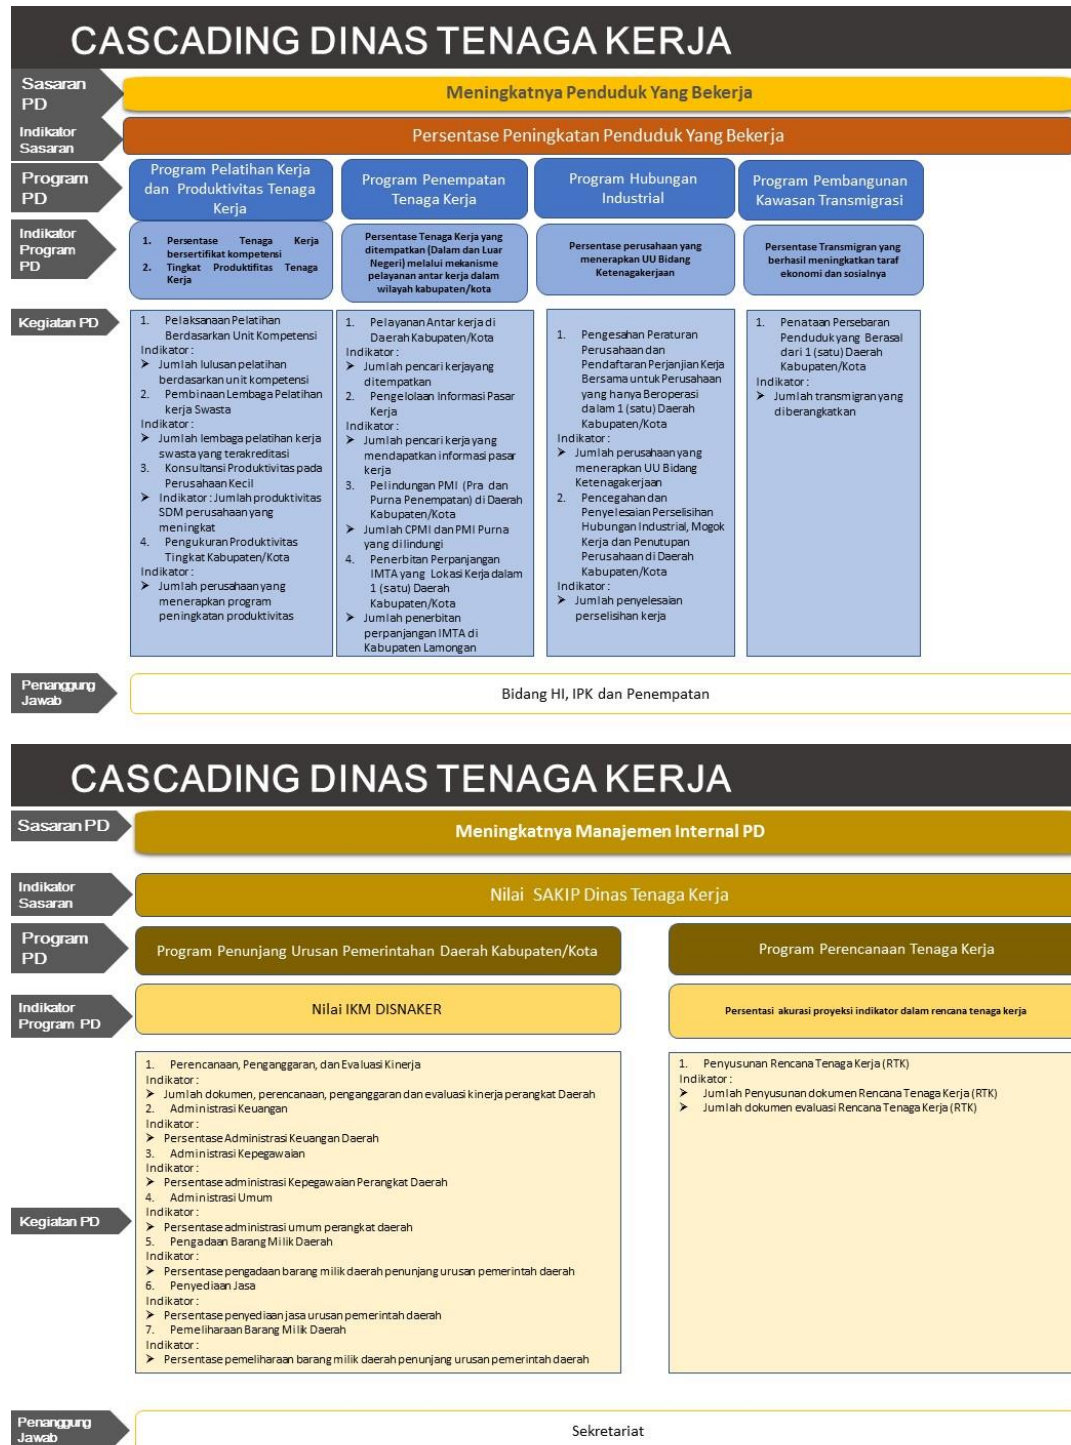 CASCADING DINAS TENAGA KERJA
Sasaran
PD
Meningkatnya Penduduk Yang Bekerja
Indikator
Sasaran
Persentase Peningkatan Penduduk Yang Bekerja
Program
PD
Program Pelatihan Kerja
dan Produktivitas Tenaga
Kerja
Program Penempatan
Tenaga Kerja
Program Hubungan
Industrial
Program Pembangunan
Kawasan Transmigrasi
Indikator
Program
PD
1. Persentase Tenaga Kerja
bersertifikat kompetensi
2. Tingkat Produktifitas Tenaga
Kerja
Persentase Tenaga Kerja yang
ditempatkan (Dalam dan Luar
Negeri) melalui mekanisme
pelayanan antar kerja dalam
wilayah kabupaten/kota
Persentase perusahaan yang
menerapkan UU Bidang
Ketenagakerjaan
Persentase Transmigran yang
berhasil meningkatkan taraf
ekonomi dan sosialnya
Kegiatan PD
1. Pelaksanaan Pelatihan
Berdasarkan Unit Kompetensi
Indikator :
➢ Jumlah lulusan pelatihan
berdasarkan unit kompetensi
2. Pembinaan Lembaga Pelatihan
kerja Swasta
Indikator :
➢ Jumlah lembaga pelatihan kerja
swasta yang terakreditasi
3. Konsultansi Produktivitas pada
Perusahaan Kecil
➢ Indikator : Jumlah produktivitas
SDM perusahaan yang
meningkat
4. Pengukuran Produktivitas
Tingkat Kabupaten/Kota
Indikator :
➢ Jumlah perusahaan yang
menerapkan program
peningkatan produktivitas
1. Pelayanan Antar kerja di
Daerah Kabupaten/Kota
Indikator :
➢ Jumlah pencari kerja yang
ditempatkan
2. Pengelolaan Informasi Pasar
Kerja
Indikator :
➢ Jumlah pencari kerja yang
mendapatkan informasi pasar
kerja
3. Pelindungan PMI (Pra dan
Purna Penempatan) di Daerah
Kabupaten/Kota
➢ Jumlah CPMI dan PMI Purna
yang dilindungi
4. Penerbitan Perpanjangan
IMTA yang Lokasi Kerja dalam
1 (satu) Daerah
Kabupaten/Kota
➢ Jumlah penerbitan
perpanjangan IMTA di
Kabupaten Lamongan
1. Pengesahan Peraturan
Perusahaan dan
Pendaftaran Perjanjian Kerja
Bersama untuk Perusahaan
yang hanya Beroperasi
dalam 1 (satu) Daerah
Kabupaten/Kota
Indikator :
➢ Jumlah perusahaan yang
menerapkan UU Bidang
Ketenagakerjaan
2. Pencegahan dan
Penyelesaian Perselisihan
Hubungan Industrial, Mogok
Kerja dan Penutupan
Perusahaan di Daerah
Kabupaten/Kota
Indikator :
➢ Jumlah penyelesaian
perselisihan kerja
1. Penataan Persebaran
Penduduk yang Berasal
dari 1 (satu) Daerah
Kabupaten/Kota
Indikator :
➢ Jumlah transmigran yang
diberangkatkan
Penanggung
Jawab
Bidang HI, IPK dan Penempatan
CASCADING DINAS TENAGA KERJA
Sasaran PD
Meningkatnya Manajemen Internal PD
Indikator
Sasaran
Nilai SAKIP Dinas Tenaga Kerja
Program
PD
Program Penunjang Urusan Pemerintahan Daerah Kabupaten/Kota
Program Perencanaan Tenaga Kerja
Indikator
Program PD
Nilai IKM DISNAKER
Persentasi akurasi proyeksi indikator dalam rencana tenaga kerja
Kegiatan PD
1. Perencanaan, Penganggaran, dan Evaluasi Kinerja
Indikator :
➢ Jumlah dokumen, perencanaan, penganggaran dan evaluasi kinerja perangkat Daerah
2. Administrasi Keuangan
Indikator :
➢ Persentase Administrasi Keuangan Daerah
3. Administrasi Kepegawaian
Indikator :
➢ Persentase administrasi Kepegawaian Perangkat Daerah
4. Administrasi Umum
Indikator :
➢ Persentase administrasi umum perangkat daerah
5. Pengadaan Barang Milik Daerah
Indikator :
➢ Persentase pengadaan barang milik daerah penunjang urusan pemerintah daerah
6. Penyediaan Jasa
Indikator :
➢ Persentase penyediaan jasa urusan pemerintah daerah
7. Pemeliharaan Barang Milik Daerah
Indikator :
➢ Persentase pemeliharaan barang milik daerah penunjang urusan pemerintah daerah
1. Penyusunan Rencana Tenaga Kerja (RTK)
Indikator :
➢ Jumlah Penyusunan dokumen Rencana Tenaga Kerja (RTK)
➢ Jumlah dokumen evaluasi Rencana Tenaga Kerja (RTK)
Penanggung
Jawab
Sekretariat